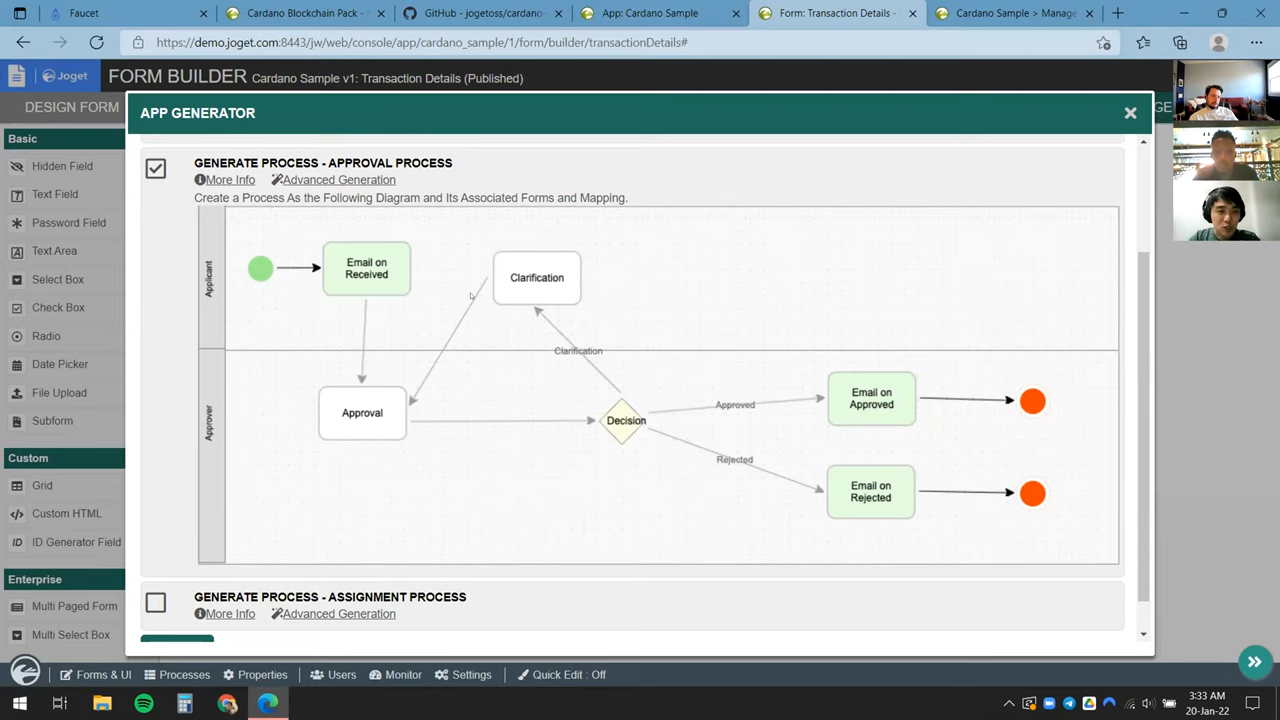 Faucet
Cardano Blockchain Pack -
GitHub - jogetoss/cardano-
App: Cardano Sample
Form: Transaction Details -
Cardano Sample > Manage
https://demo.joget.com:8443/jw/web/console/app/cardano_sample/1/form/builder/transactionDetails#
Joget
FORM BUILDER Cardano Sample v1: Transaction Details (Published)
DESIGN FORM
GE
APP GENERATOR
Basic
Hidden Field
Text Field
Password Field
Text Area
Select Box
Check Box
Radio
Date Picker
File Upload
Subform
Custom
Grid
Custom HTML
ID Generator Field
Enterprise
Multi Paged Form
Multi Select Box
GENERATE PROCESS - APPROVAL PROCESS
More Info Advanced Generation
Create a Process As the Following Diagram and Its Associated Forms and Mapping.
Applicant
Email on
Received
Clarification
Clarification
Approver
Approval
Decision
Approved
Rejected
Email on
Approved
Email on
Rejected
GENERATE PROCESS - ASSIGNMENT PROCESS
More Info Advanced Generation
Forms & UI Processes Properties Users Monitor Settings Quick Edit : Off
3:33 AM
20-Jan-22